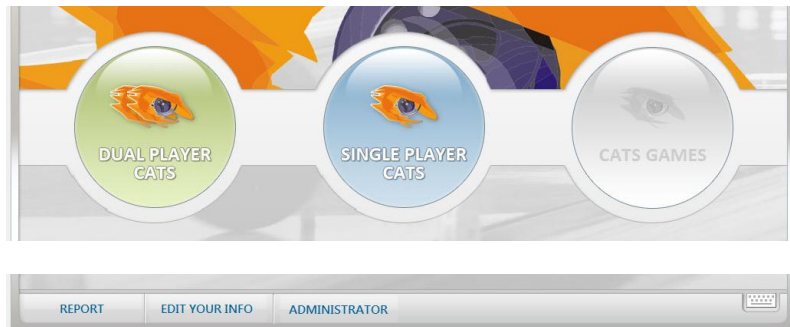 DUAL PLAYER
CATS
SINGLE PLAYER
CATS
CATS GAMES
REPORT
EDIT YOUR INFO
ADMINISTRATOR